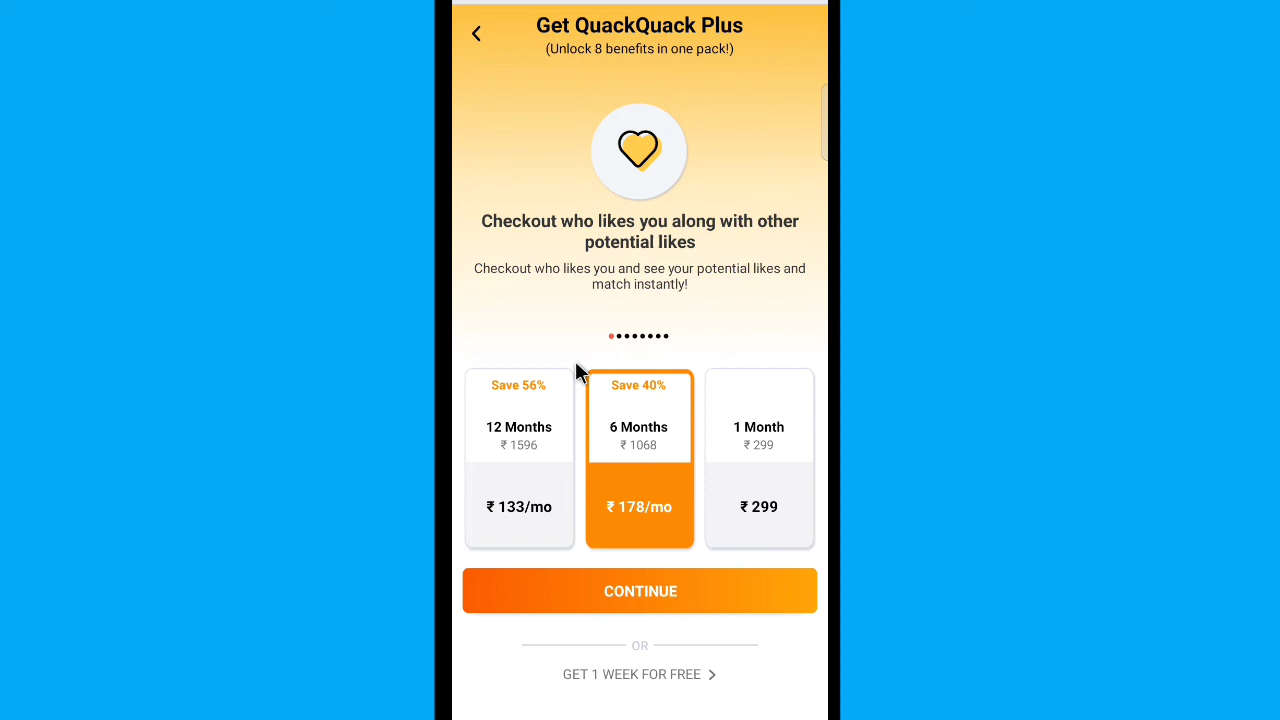 Get QuackQuack Plus
(Unlock 8 benefits in one pack!)
Checkout who likes you along with other
potential likes
Checkout who likes you and see your potential likes and
match instantly!
Save 56%
12 Months
₹ 1596
₹ 133/mo
Save 40%
6 Months
₹ 1068
₹ 178/mo
1 Month
₹ 299
₹ 299
CONTINUE
OR
GET 1 WEEK FOR FREE